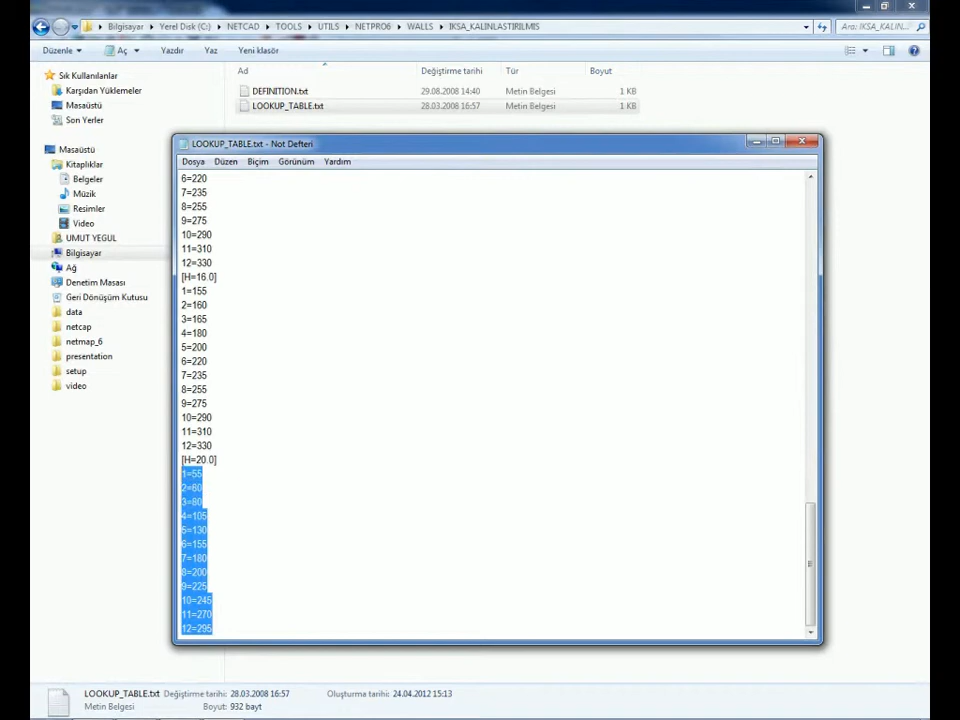 Bilgisayar ▸ Yerel Disk (C:) ▸ NETCAD ▸ TOOLS ▸ UTILS ▸ NETPRO6 ▸ WALLS ▸ IKSA_KALINLASTIRILMIS
Ara: IKSA_KALIN...
Düzenle Aç Yazdır Yaz Yeni klasör
Sık Kullanılanlar
Karşıdan Yüklemeler
Masaüstü
Son Yerler
Masaüstü
Kitaplıklar
Belgeler
Müzik
Resimler
Video
UMUT YEGUL
Bilgisayar
Ağ
Denetim Masası
Geri Dönüşüm Kutusu
data
netcap
netmap_6
presentation
setup
video
Ad Değiştirme tarihi Tür Boyut
DEFINITION.txt 29.08.2008 14:40 Metin Belgesi 1 KB
LOOKUP_TABLE.txt 28.03.2008 16:57 Metin Belgesi 1 KB
LOOKUP_TABLE.txt - Not Defteri
Dosya Düzen Biçim Görünüm Yardım
6=220
7=235
8=255
9=275
10=290
11=310
12=330
[H=16.0]
1=155
2=160
3=165
4=180
5=200
6=220
7=235
8=255
9=275
10=290
11=310
12=330
[H=20.0]
1=55
2=60
3=80
4=105
5=130
6=155
7=180
8=200
9=225
10=245
11=270
12=295
LOOKUP_TABLE.txt Değiştirme tarihi: 28.03.2008 16:57 Oluşturma tarihi: 24.04.2012 15:13
Metin Belgesi Boyut: 932 bayt